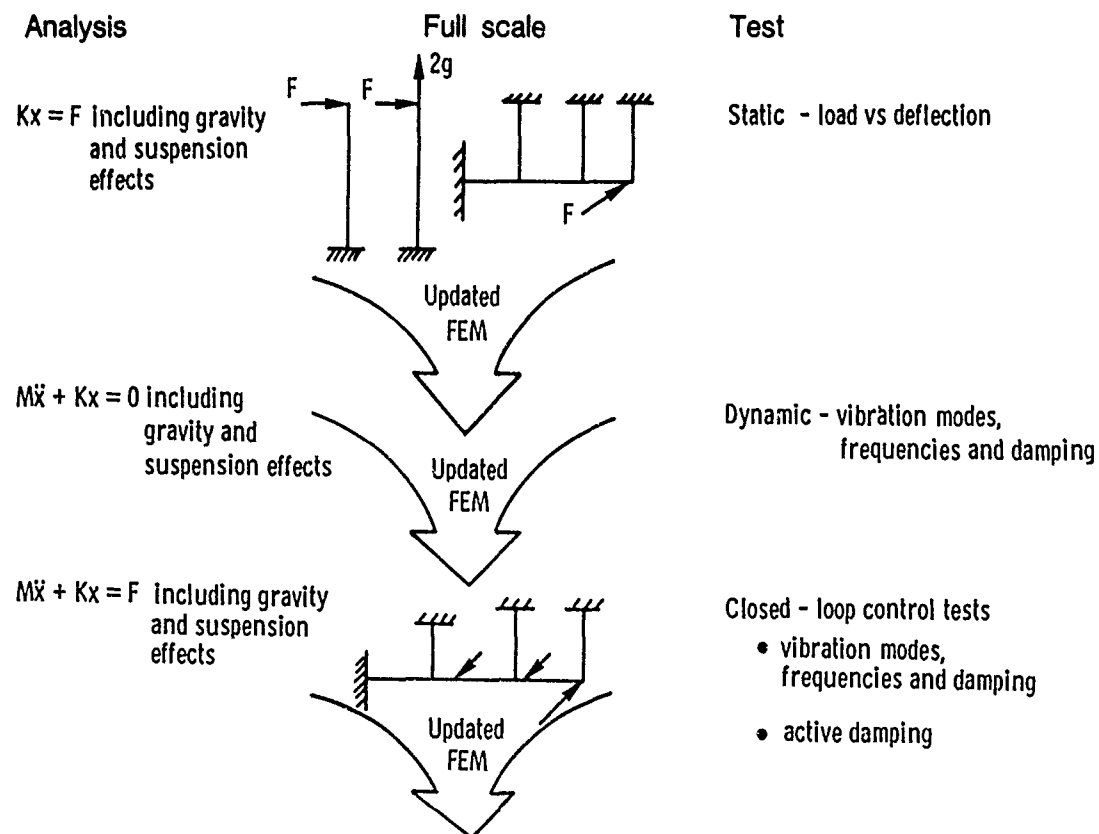 Analysis
Full scale
Test
2g
F
F
Kx = F including gravity
and suspension
effects
Static - load vs deflection
F
Updated
FEM
Mẍ + Kx = 0 including
gravity and
suspension effects
Dynamic - vibration modes,
frequencies and damping
Updated
FEM
Mẍ + Kx = F including gravity
and suspension
effects
Closed - loop control tests
• vibration modes,
frequencies and damping
• active damping
Updated
FEM